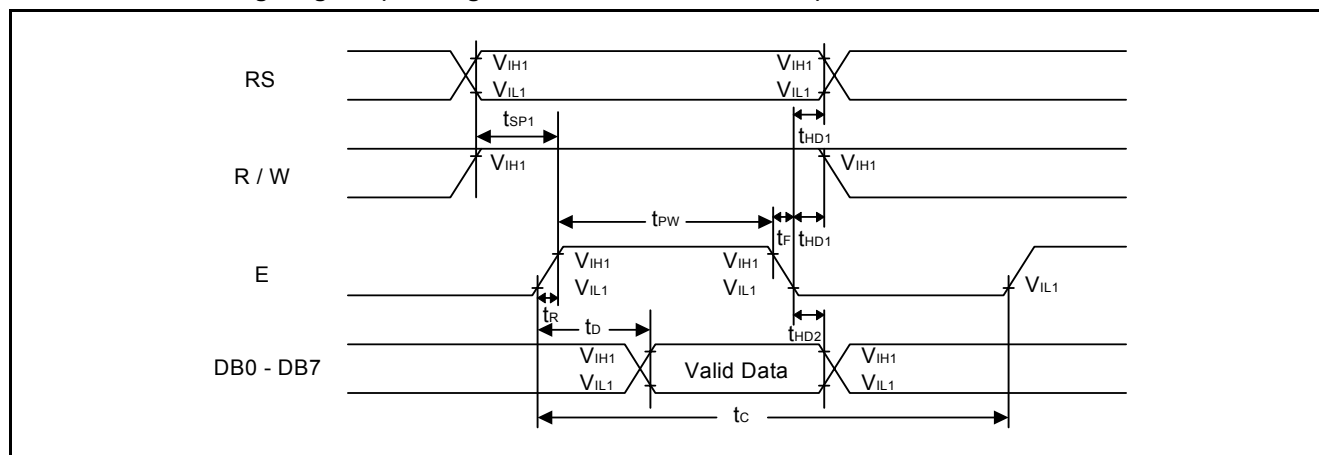 RS
VIH1
VIH1
VIL1
VIL1
tSP1
tHD1
R / W
VIH1
VIH1
tPW
tF
tHD1
E
VIH1
VIH1
VIL1
VIL1
VIL1
tR
tD
tHD2
DB0 - DB7
VIH1
Valid Data
VIH1
VIL1
VIL1
tC